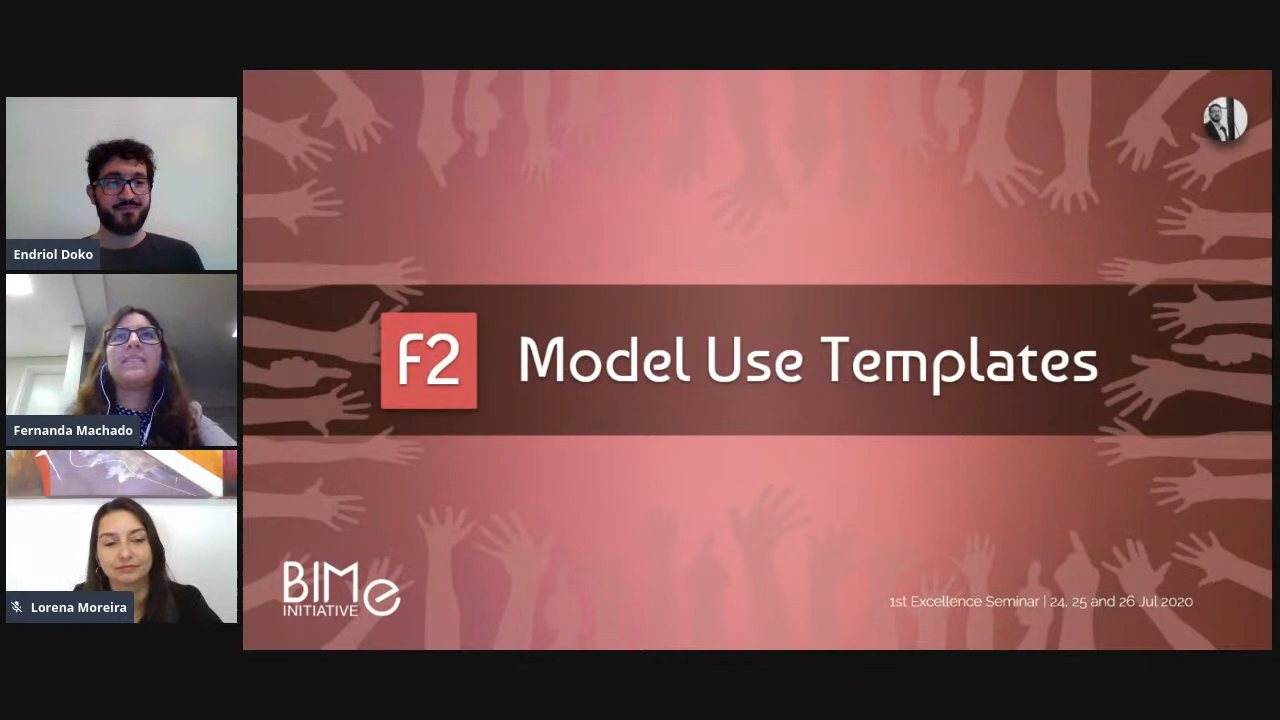 Endriol Doko
Fernanda Machado
Lorena Moreira
F2 Model Use Templates
BIMe
INITIATIVE
1st Excellence Seminar | 24, 25 and 26 Jul 2020